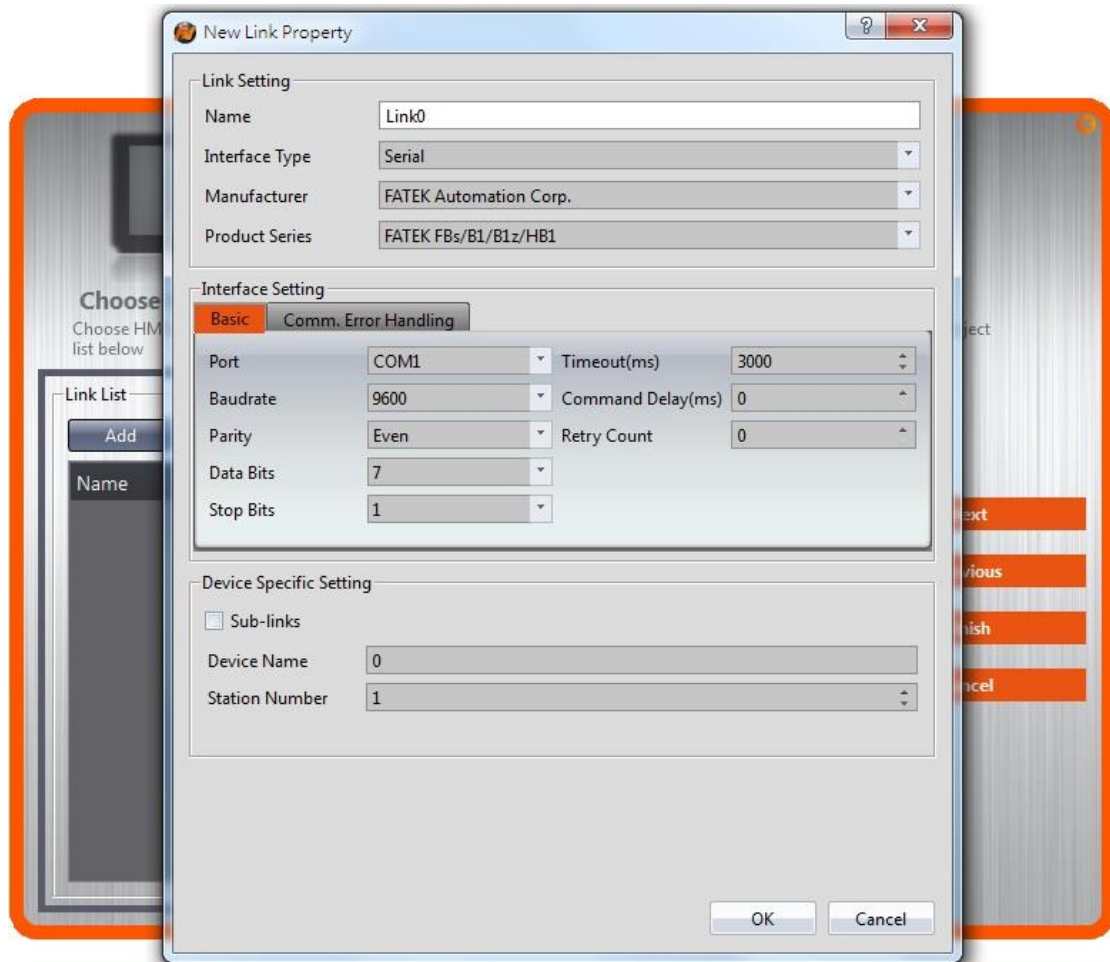 New Link Property
?
Link Setting
Name Link0
Interface Type Serial
Manufacturer FATEK Automation Corp.
Product Series FATEK FBs/B1/B1z/HB1
Interface Setting
Basic Comm. Error Handling
Port COM1 Timeout(ms) 3000
Baudrate 9600 Command Delay(ms) 0
Parity Even Retry Count 0
Data Bits 7
Stop Bits 1
Device Specific Setting
Sub-links
Device Name 0
Station Number 1
OK Cancel
Choose
Choose HM
list below
Link List
Add
Name
ject
ext
vious
nish
ncel